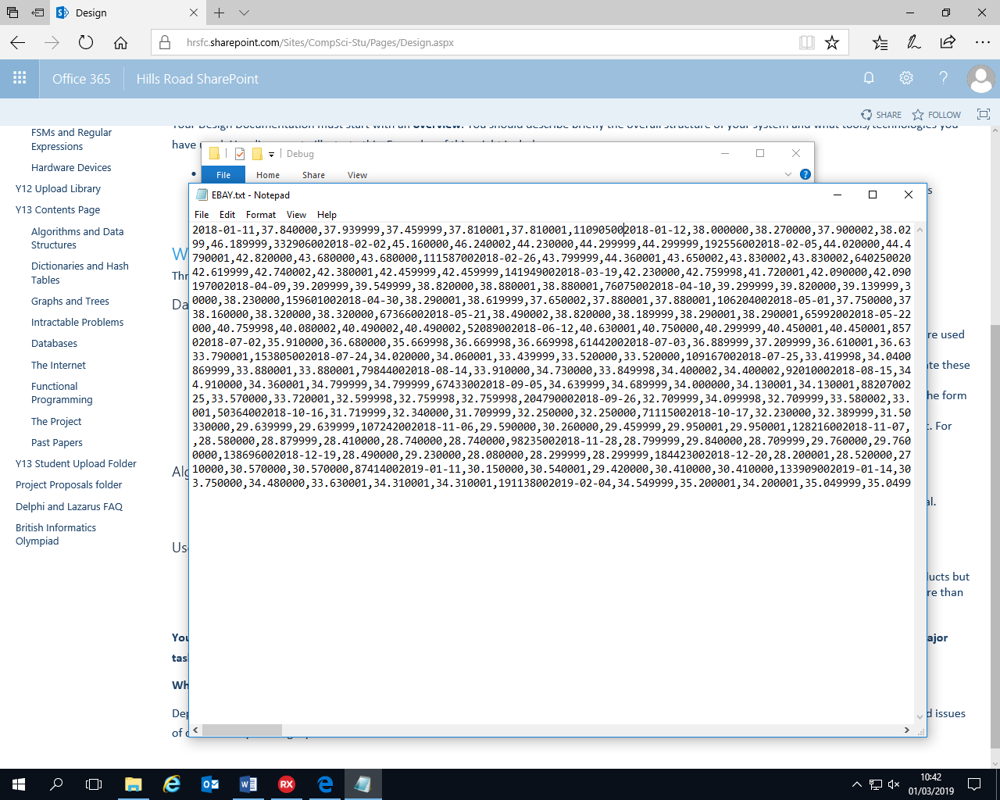 Design
hrsfc.sharepoint.com/Sites/CompSci-Stu/Pages/Design.aspx
Office 365
Hills Road SharePoint
SHARE
FOLLOW
FSMs and Regular
Expressions
Hardware Devices
Y12 Upload Library
Y13 Contents Page
Algorithms and Data
Structures
Dictionaries and Hash
Tables
Graphs and Trees
Intractable Problems
Databases
The Internet
Functional
Programming
The Project
Past Papers
Y13 Student Upload Folder
Project Proposals folder
Delphi and Lazarus FAQ
British Informatics
Olympiad
Your Design Documentation must start with an overview. You should describe briefly the overall structure of your system and what tools/technologies you
have
Debug
File Home Share View
EBAY.txt - Notepad
File Edit Format View Help
2018-01-11,37.840000,37.939999,37.459999,37.810001,37.810001,110905002018-01-12,38.000000,38.270000,37.900002,38.02
99,46.189999,332906002018-02-02,45.160000,46.240002,44.230000,44.299999,44.299999,192556002018-02-05,44.020000,44.4
790001,42.820000,43.680000,43.680000,111587002018-02-26,43.799999,44.360001,43.650002,43.830002,43.830002,640250020
42.619999,42.740002,42.380001,42.459999,42.459999,141949002018-03-19,42.230000,42.759998,41.720001,42.090000,42.090
197002018-04-09,39.209999,39.549999,38.820000,38.880001,38.880001,76075002018-04-10,39.299999,39.820000,39.139999,3
0000,38.230000,159601002018-04-30,38.290001,38.619999,37.650002,37.880001,37.880001,106204002018-05-01,37.750000,37
38.160000,38.320000,38.320000,67366002018-05-21,38.490002,38.820000,38.189999,38.290001,38.290001,65992002018-05-22
000,40.759998,40.080002,40.490002,40.490002,52089002018-06-12,40.630001,40.750000,40.299999,40.450001,40.450001,857
02018-07-02,35.910000,36.680000,35.669998,36.669998,36.669998,61442002018-07-03,36.889999,37.209999,36.610001,36.63
33.790001,153805002018-07-24,34.020000,34.060001,33.439999,33.520000,33.520000,109167002018-07-25,33.419998,34.0400
869999,33.880001,33.880001,79844002018-08-14,33.910000,34.730000,33.849998,34.400002,34.400002,92010002018-08-15,34
4.910000,34.360001,34.799999,34.799999,67433002018-09-05,34.639999,34.689999,34.000000,34.130001,34.130001,88207002
25,33.570000,33.720001,32.599998,32.759998,32.759998,204790002018-09-26,32.709999,34.099998,32.709999,33.580002,33.
001,50364002018-10-16,31.719999,32.340000,31.709999,32.250000,32.250000,71115002018-10-17,32.230000,32.389999,31.50
330000,29.639999,29.639999,107242002018-11-06,29.590000,30.260000,29.459999,29.950001,29.950001,128216002018-11-07,
,28.580000,28.879999,28.410000,28.740000,28.740000,98235002018-11-28,28.799999,29.840000,28.709999,29.760000,29.760
0000,138696002018-12-19,28.490000,29.230000,28.080000,28.299999,28.299999,184423002018-12-20,28.200001,28.520000,27
10000,30.570000,30.570000,87414002019-01-11,30.150000,30.540001,29.420000,30.410000,30.410000,133909002019-01-14,30
3.750000,34.480000,33.630001,34.310001,34.310001,191138002019-02-04,34.549999,35.200001,34.200001,35.049999,35.0499
re used
the form
t. For
al.
more than
You
task
Wh
issues
of
10:42
01/03/2019